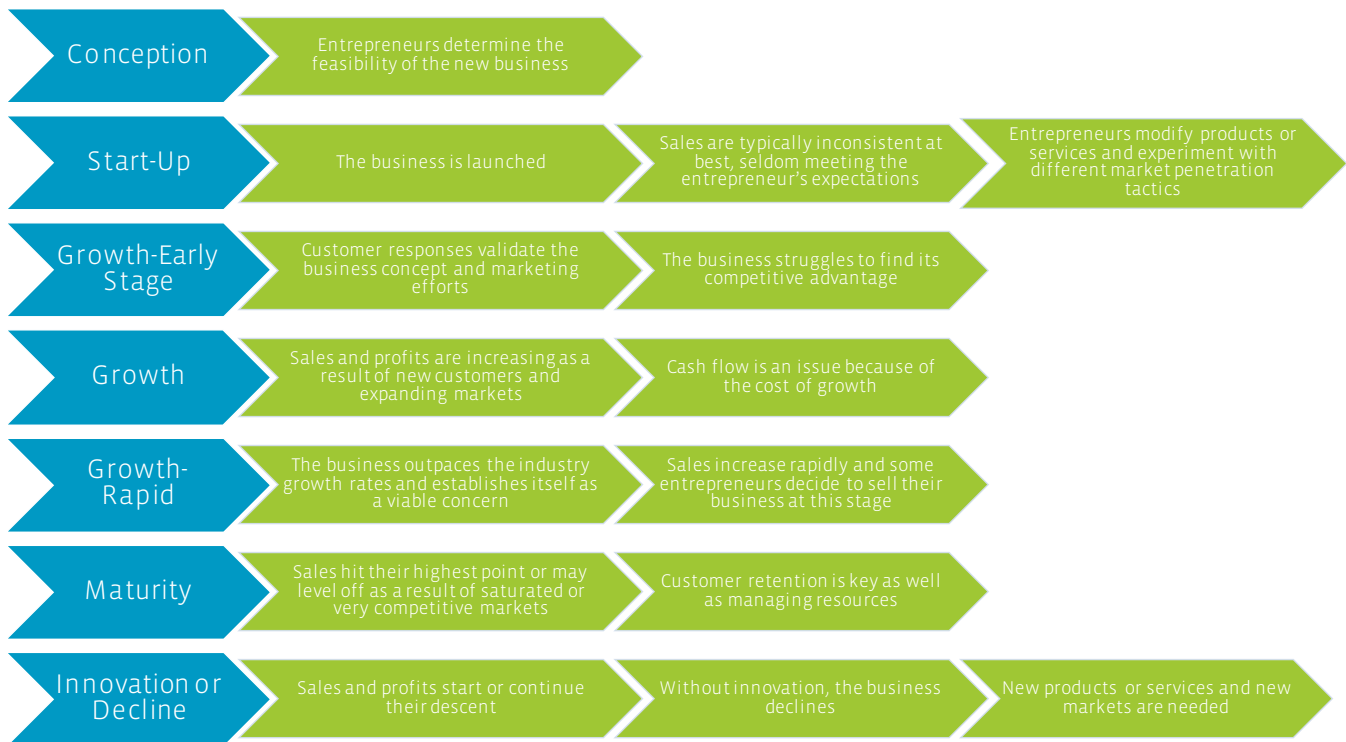 Conception
Entrepreneurs determine the
feasibility of the new business
Start-Up
The business is launched
Sales are typically inconsistent at
best, seldom meeting the
entrepreneur’s expectations
Entrepreneurs modify products or
services and experiment with
different market penetration
tactics
Growth-Early
Stage
Customer responses validate the
business concept and marketing
efforts
The business struggles to find its
competitive advantage
Growth
Sales and profits are increasing as a
result of new customers and
expanding markets
Cash flow is an issue because of
the cost of growth
Growth-
Rapid
The business outpaces the industry
growth rates and establishes itself as
a viable concern
Sales increase rapidly and some
entrepreneurs decide to sell their
business at this stage
Maturity
Sales hit their highest point or may
level off as a result of saturated or
very competitive markets
Customer retention is key as well
as managing resources
Innovation or
Decline
Sales and profits start or continue
their descent
Without innovation, the business
declines
New products or services and new
markets are needed